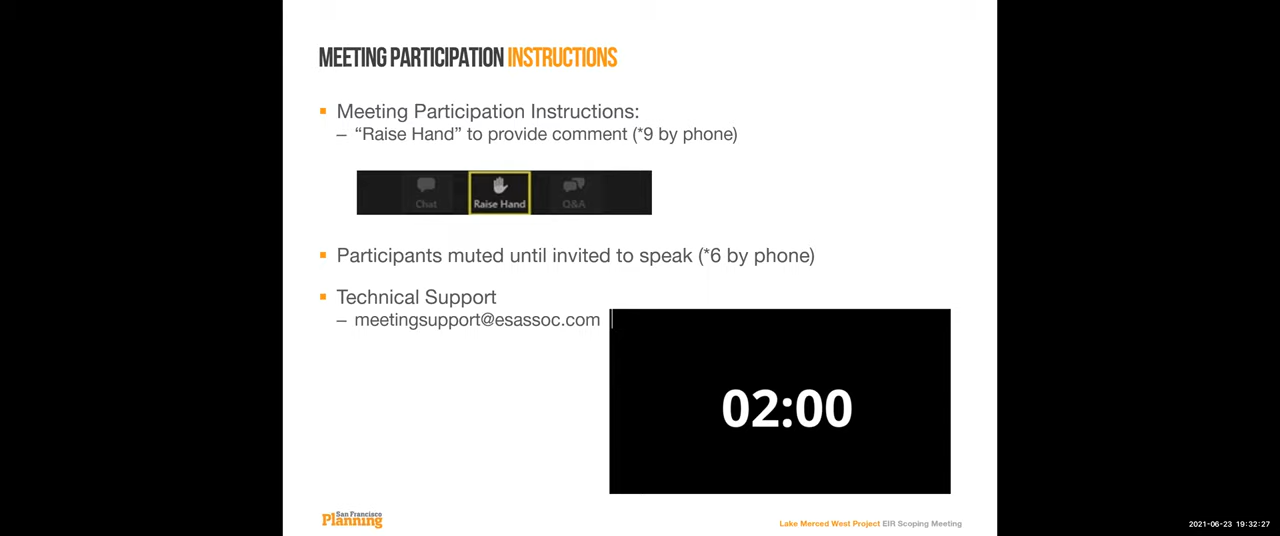 MEETING PARTICIPATION INSTRUCTIONS
Meeting Participation Instructions:
– “Raise Hand” to provide comment (*9 by phone)
Chat
Raise Hand
Q&A
Participants muted until invited to speak (*6 by phone)
Technical Support
– meetingsupport@esassoc.com
02:00
San Francisco
Planning
Lake Merced West Project EIR Scoping Meeting
2021-06-23 19:32:27